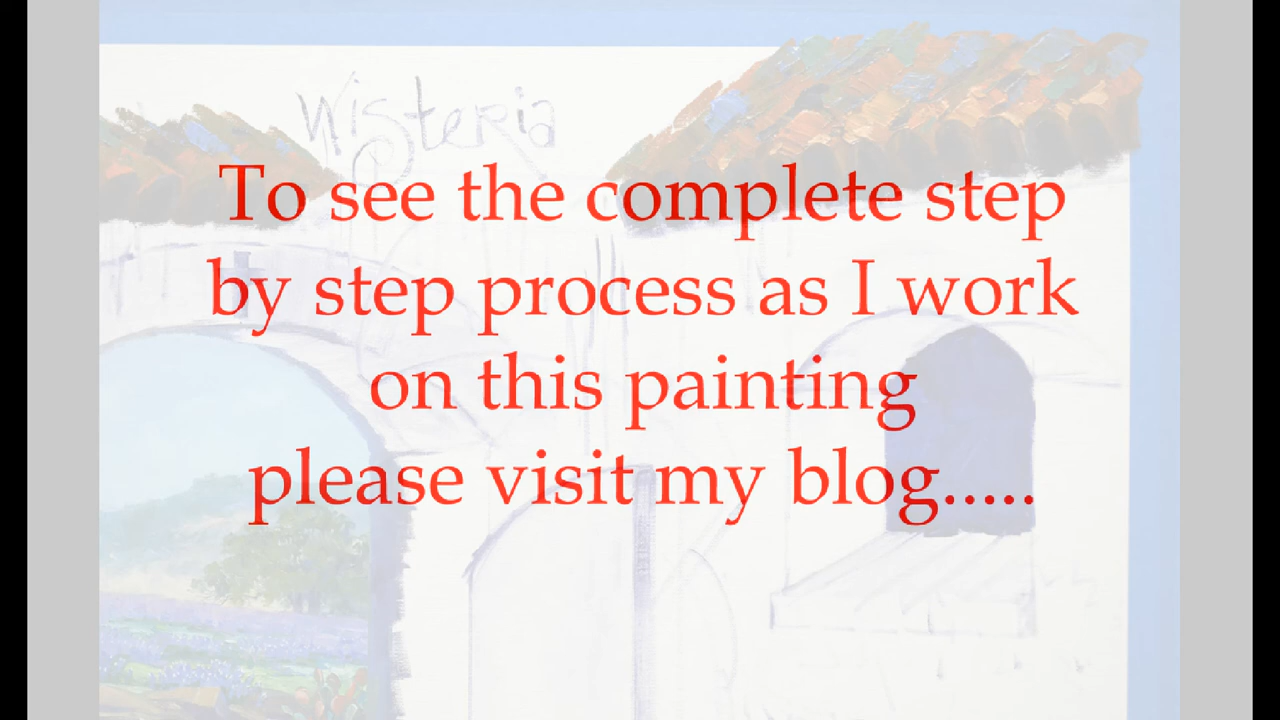 Wisteria
To see the complete step
by step process as I work
on this painting
please visit my blog.....